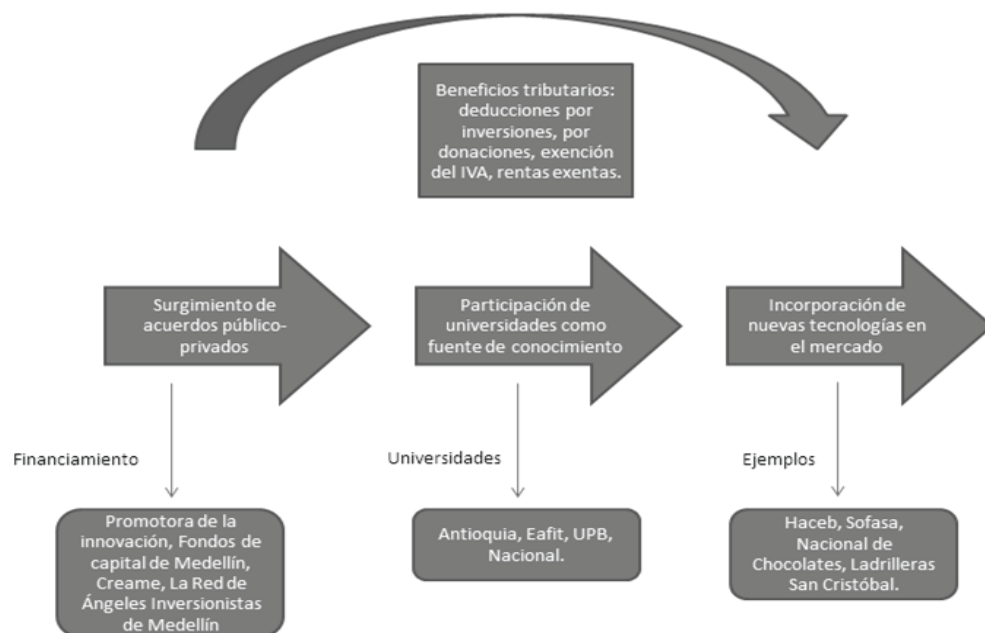 Beneficios tributarios:
deducciones por
inversiones, por
donaciones, exención
del IVA, rentas exentas.
Surgimiento de
acuerdos público-
privados
Participación de
universidades como
fuente de conocimiento
Incorporación de
nuevas tecnologías en
el mercado
Financiamiento
Universidades
Ejemplos
Promotora de la
innovación, Fondos de
capital de Medellín,
Creame, La Red de
Ángeles Inversionistas
de Medellín
Antioquia, Eafit, UPB,
Nacional.
Haceb, Sofasa,
Nacional de
Chocolates, Ladrilleras
San Cristóbal.